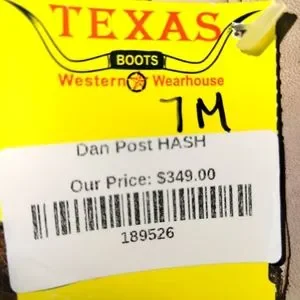 TEXAS
BOOTS
Western Wearhouse
7M
Dan Post HASH
Our Price: $349.00
189526